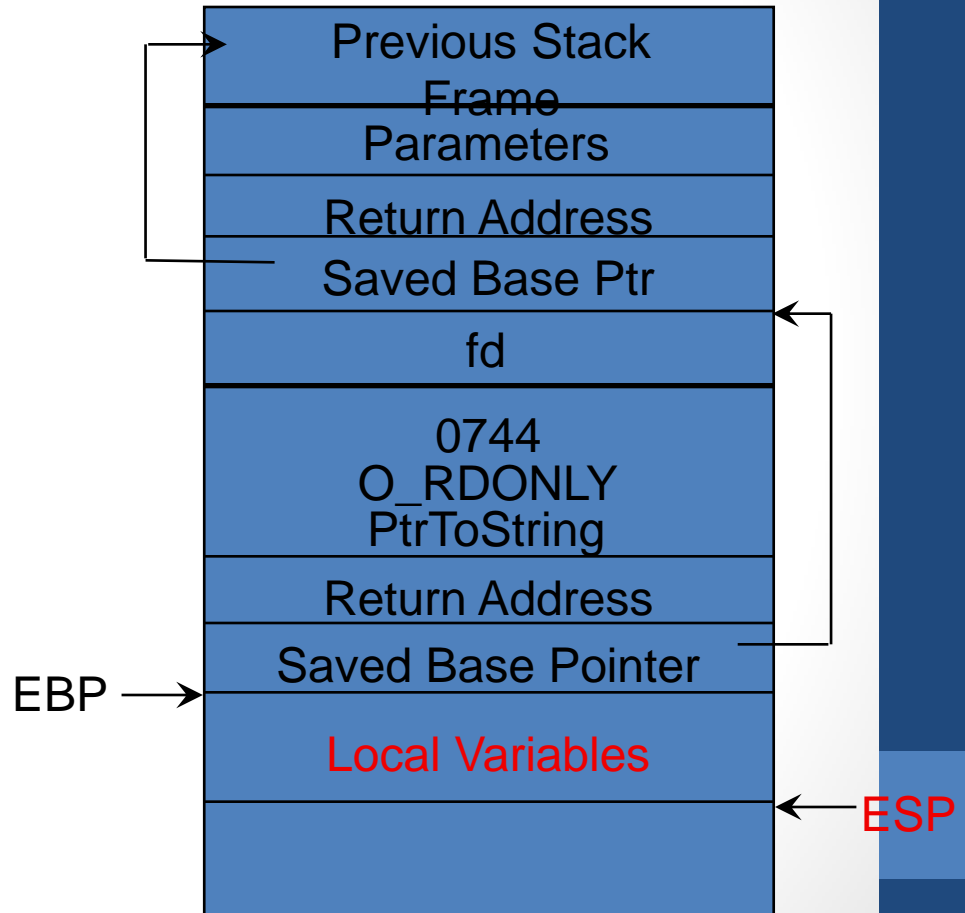 Previous Stack
Frame
Parameters
Return Address
Saved Base Ptr
fd
0744
O_RDONLY
PtrToString
Return Address
Saved Base Pointer
EBP
Local Variables
ESP